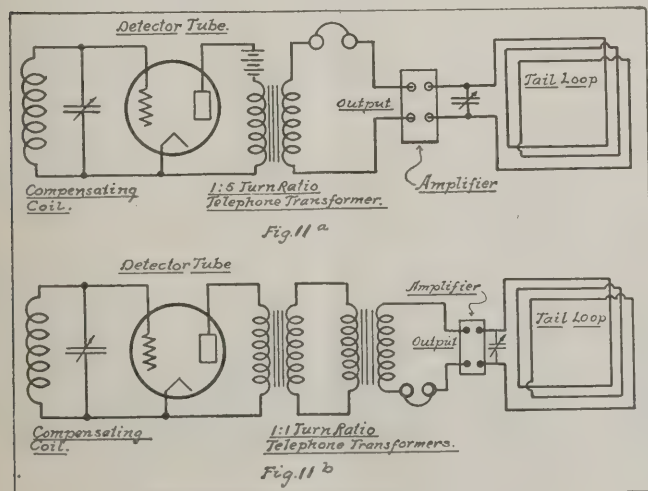 Detector Tube.
Tail Loop
Output
Amplifier
Compensating
Coil.
1:5 Turn Ratio
Telephone Transformer.
Fig. 11 a
Detector Tube
Amplifier
Tail Loop
Output
Compensating
Coil.
1:1 Turn Ratio
Telephone Transformers.
Fig. 11 b